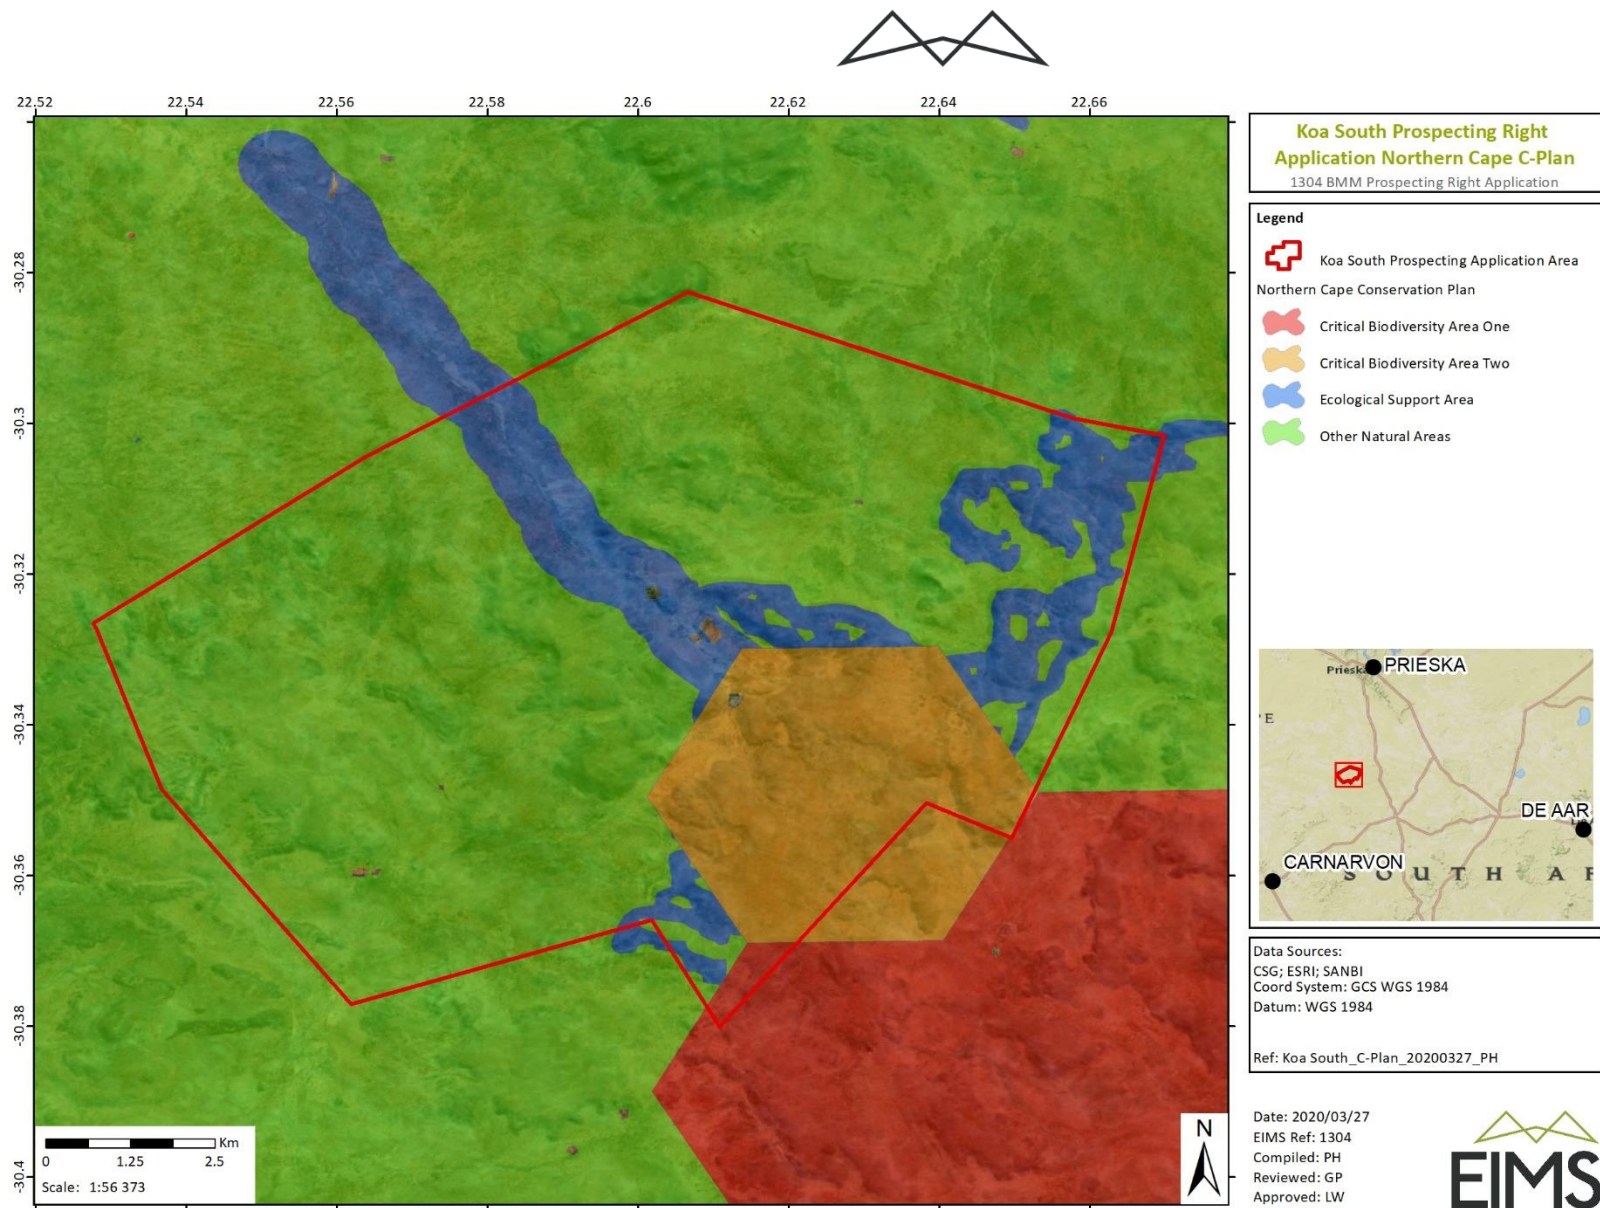 22.52 22.54 22.56 22.58 22.6 22.62 22.64 22.66
-30.28
-30.3
-30.32
-30.34
-30.36
-30.38
-30.4
Km
0 1.25 2.5
Scale: 1:56 373
N
Koa South Prospecting Right
Application Northern Cape C-Plan
1304 BMM Prospecting Right Application
Legend
Koa South Prospecting Application Area
Northern Cape Conservation Plan
Critical Biodiversity Area One
Critical Biodiversity Area Two
Ecological Support Area
Other Natural Areas
Prieska PRIESKA
E
DE AAR
CARNARVON
SOUTH AF
Data Sources:
CSG; ESRI; SANBI
Coord System: GCS WGS 1984
Datum: WGS 1984
Ref: Koa South_C-Plan_20200327_PH
Date: 2020/03/27
EIMS Ref: 1304
Compiled: PH
Reviewed: GP
Approved: LW
EIMS